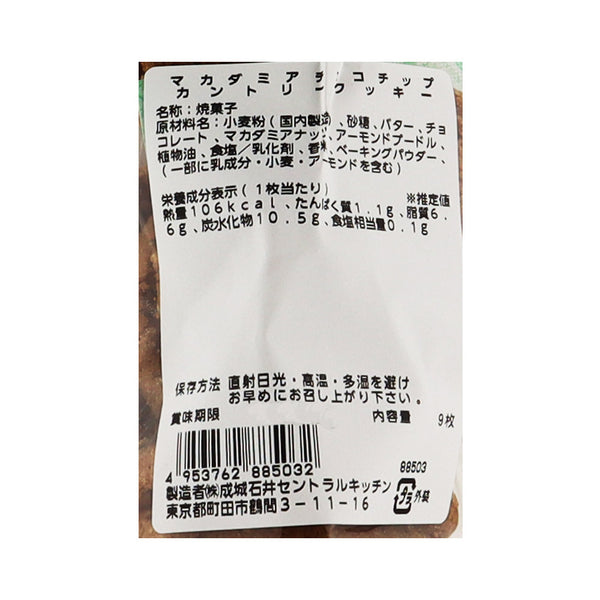 マカダミアチョコチップ
カントリークッキー
名称：焼菓子
原材料名：小麦粉（国内製造）、砂糖、バター、チョ
コレート、マカダミアナッツ、アーモンドプードル、
植物油、食塩／乳化剤、香料、ベーキングパウダー、
（一部に乳成分・小麦・アーモンドを含む）
栄養成分表示（１枚当たり） ※推定値
熱量１０６ｋｃａｌ、たんぱく質１．１ｇ、脂質６．
６ｇ、炭水化物１０．５ｇ、食塩相当量０．１ｇ
保存方法 直射日光・高温・多湿を避け
お早めにお召し上がり下さい。
賞味期限 内容量 9枚
4 953762 885032
88503
製造者㈱成城石井セントラルキッチン
東京都町田市鶴間３－１１－１６
プラ 外袋